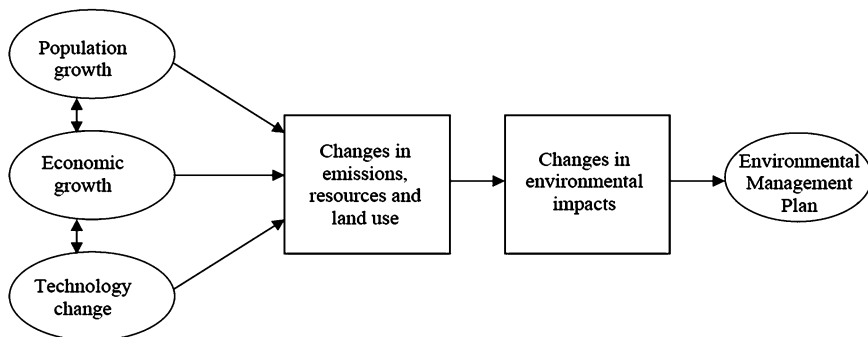 Population
growth
Economic
growth
Technology
change
Changes in
emissions,
resources and
land use
Changes in
environmental
impacts
Environmental
Management
Plan